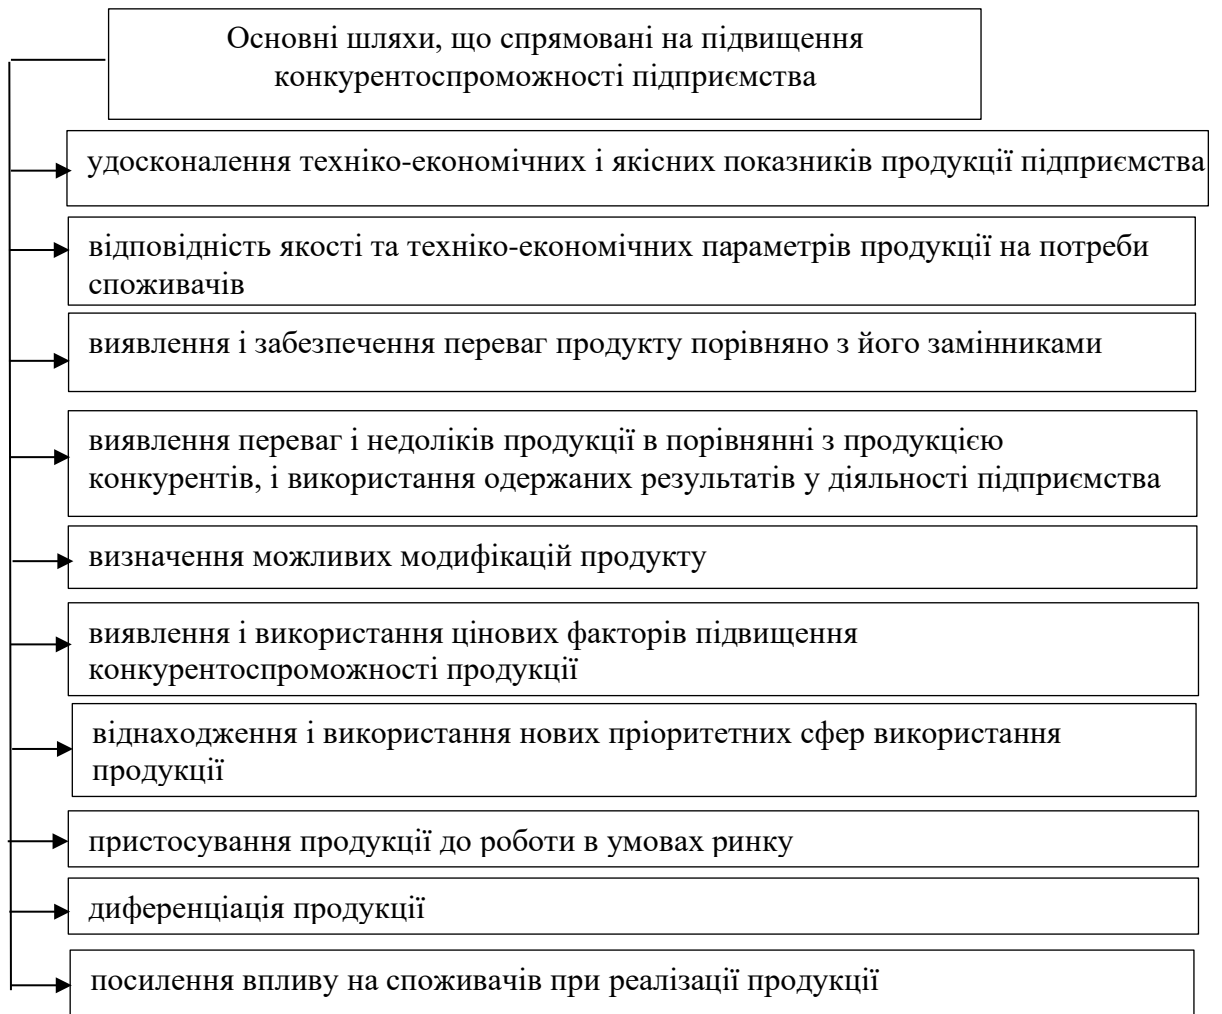 Основні шляхи, що спрямовані на підвищення
конкурентоспроможності підприємства
удосконалення техніко-економічних і якісних показників продукції підприємства
відповідність якості та техніко-економічних параметрів продукції на потреби
споживачів
виявлення і забезпечення переваг продукту порівняно з його замінниками
виявлення переваг і недоліків продукції в порівнянні з продукцією
конкурентів, і використання одержаних результатів у діяльності підприємства
визначення можливих модифікацій продукту
виявлення і використання цінових факторів підвищення
конкурентоспроможності продукції
віднаходження і використання нових пріоритетних сфер використання
продукції
пристосування продукції до роботи в умовах ринку
диференціація продукції
посилення впливу на споживачів при реалізації продукції